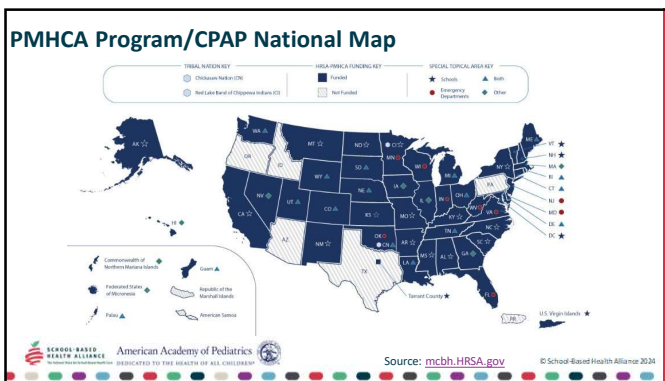 PMHCA Program/CPAP National Map
TRIBAL NATION KEY
Chickasaw Nation (CN)
Red Lake Band of Chippewa Indians (CI)
HRSA-PMHCA FUNDING KEY
Funded
Not Funded
SPECIAL TOPICAL AREA KEY
Schools
Emergency
Departments
Both
Other
AK
WA
OR
ID
MT
ND
CI
MN
WI
MI
NY
ME
VT
NH
MA
RI
CT
NJ
MD
DE
DC
SD
WY
NE
IA
IL
IN
OH
PA
WV
VA
NV
UT
CO
KS
MO
KY
CA
AZ
NM
OK
CN
AR
TN
NC
SC
MS
AL
GA
LA
TX
FL
HI
Tarrant County
PR
U.S. Virgin Islands
Commonwealth of
Northern Mariana Islands
Guam
Federated States
of Micronesia
Republic of the
Marshall Islands
Palau
American Samoa
SCHOOL-BASED
HEALTH ALLIANCE
American Academy of Pediatrics
DEDICATED TO THE HEALTH OF ALL CHILDREN®
Source: mcbh.HRSA.gov
© School-Based Health Alliance 2024